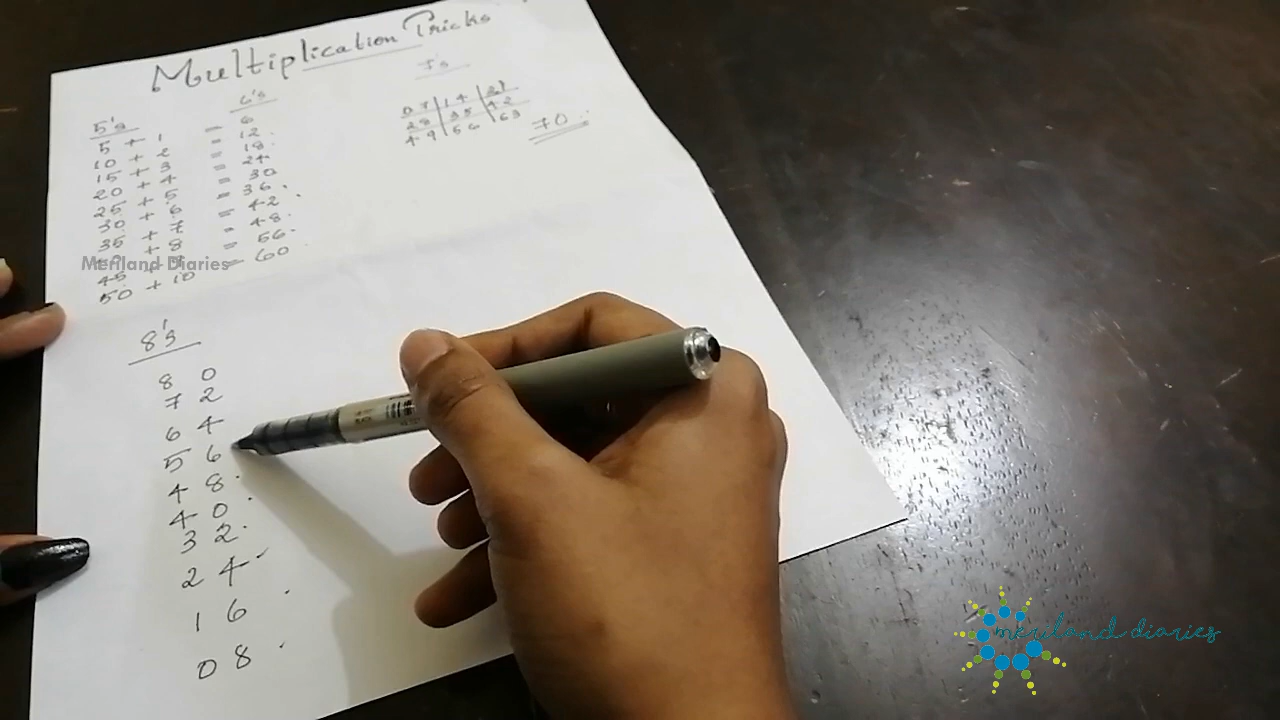 Multiplication Tricks
5's
5 + 1 = 6
10 + 2 = 12
15 + 3 = 18
20 + 4 = 24
25 + 5 = 30
30 + 6 = 36
35 + 7 = 42
+ 8 = 48
45 + = 56
50 + 10 = 60
6's
7s
07 14 21
28 35 42
49 56 63
70
Meriland Diaries
8's
8 0
7 2
6 4
5 6
4 8
4 0
3 2
2 4
1 6
0 8
meriland diaries